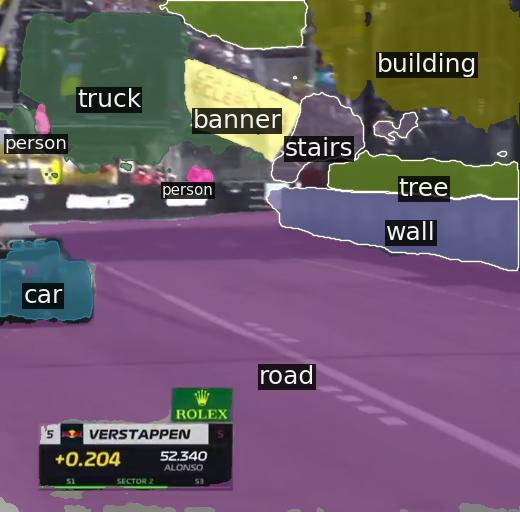 building
truck
banner
person
stairs
person
tree
wall
car
road
ROLEX
5 VERSTAPPEN 5
+0.204 52.340
ALONSO
S1 SECTOR 2 S3